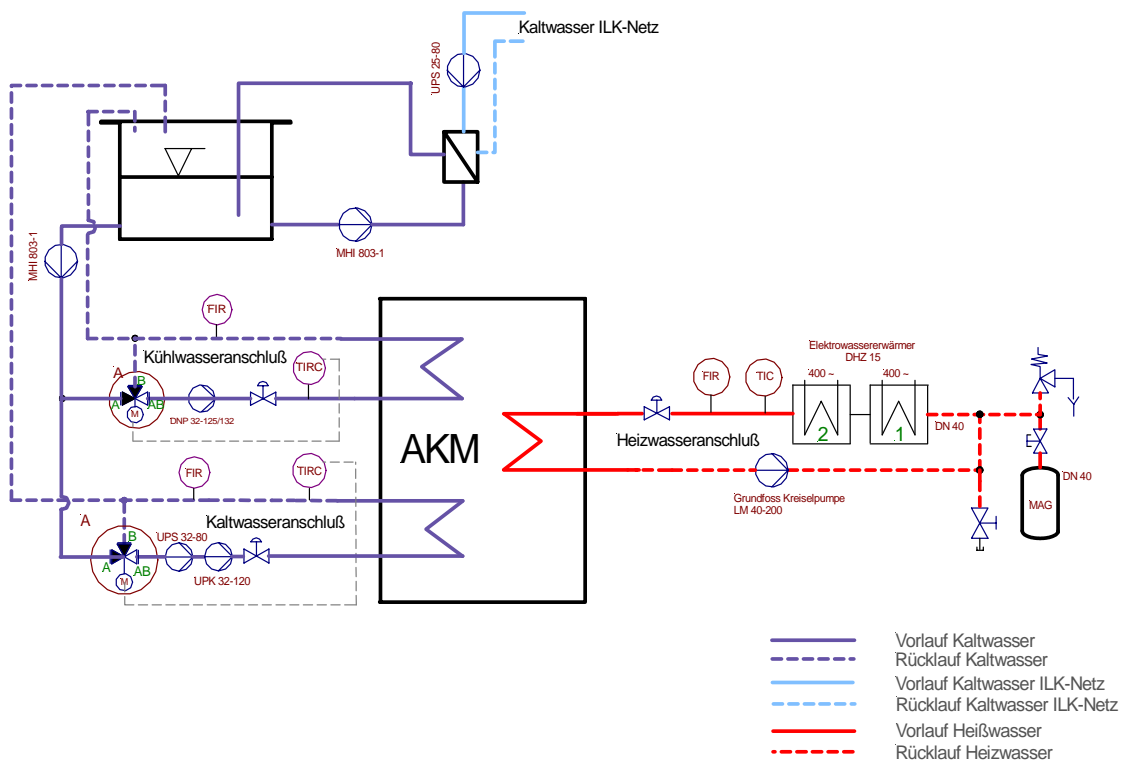 Kaltwasser ILK-Netz
UPS 25-80
MHI 803-1
MHI 803-1
FIR
Kühlwasseranschluß
TIRC
A
B
A
AB
M
DNP 32-125/132
AKM
FIR
TIRC
Kaltwasseranschluß
A
B
A
AB
M
UPS 32-80
UPK 32-120
Elektrowassererwärmer
DHZ 15
FIR
TIC
400 ~
400 ~
2
1
DN 40
Heizwasseranschluß
Grundfoss Kreiselpumpe
LM 40-200
DN 40
MAG
Vorlauf Kaltwasser
Rücklauf Kaltwasser
Vorlauf Kaltwasser ILK-Netz
Rücklauf Kaltwasser ILK-Netz
Vorlauf Heißwasser
Rücklauf Heizwasser